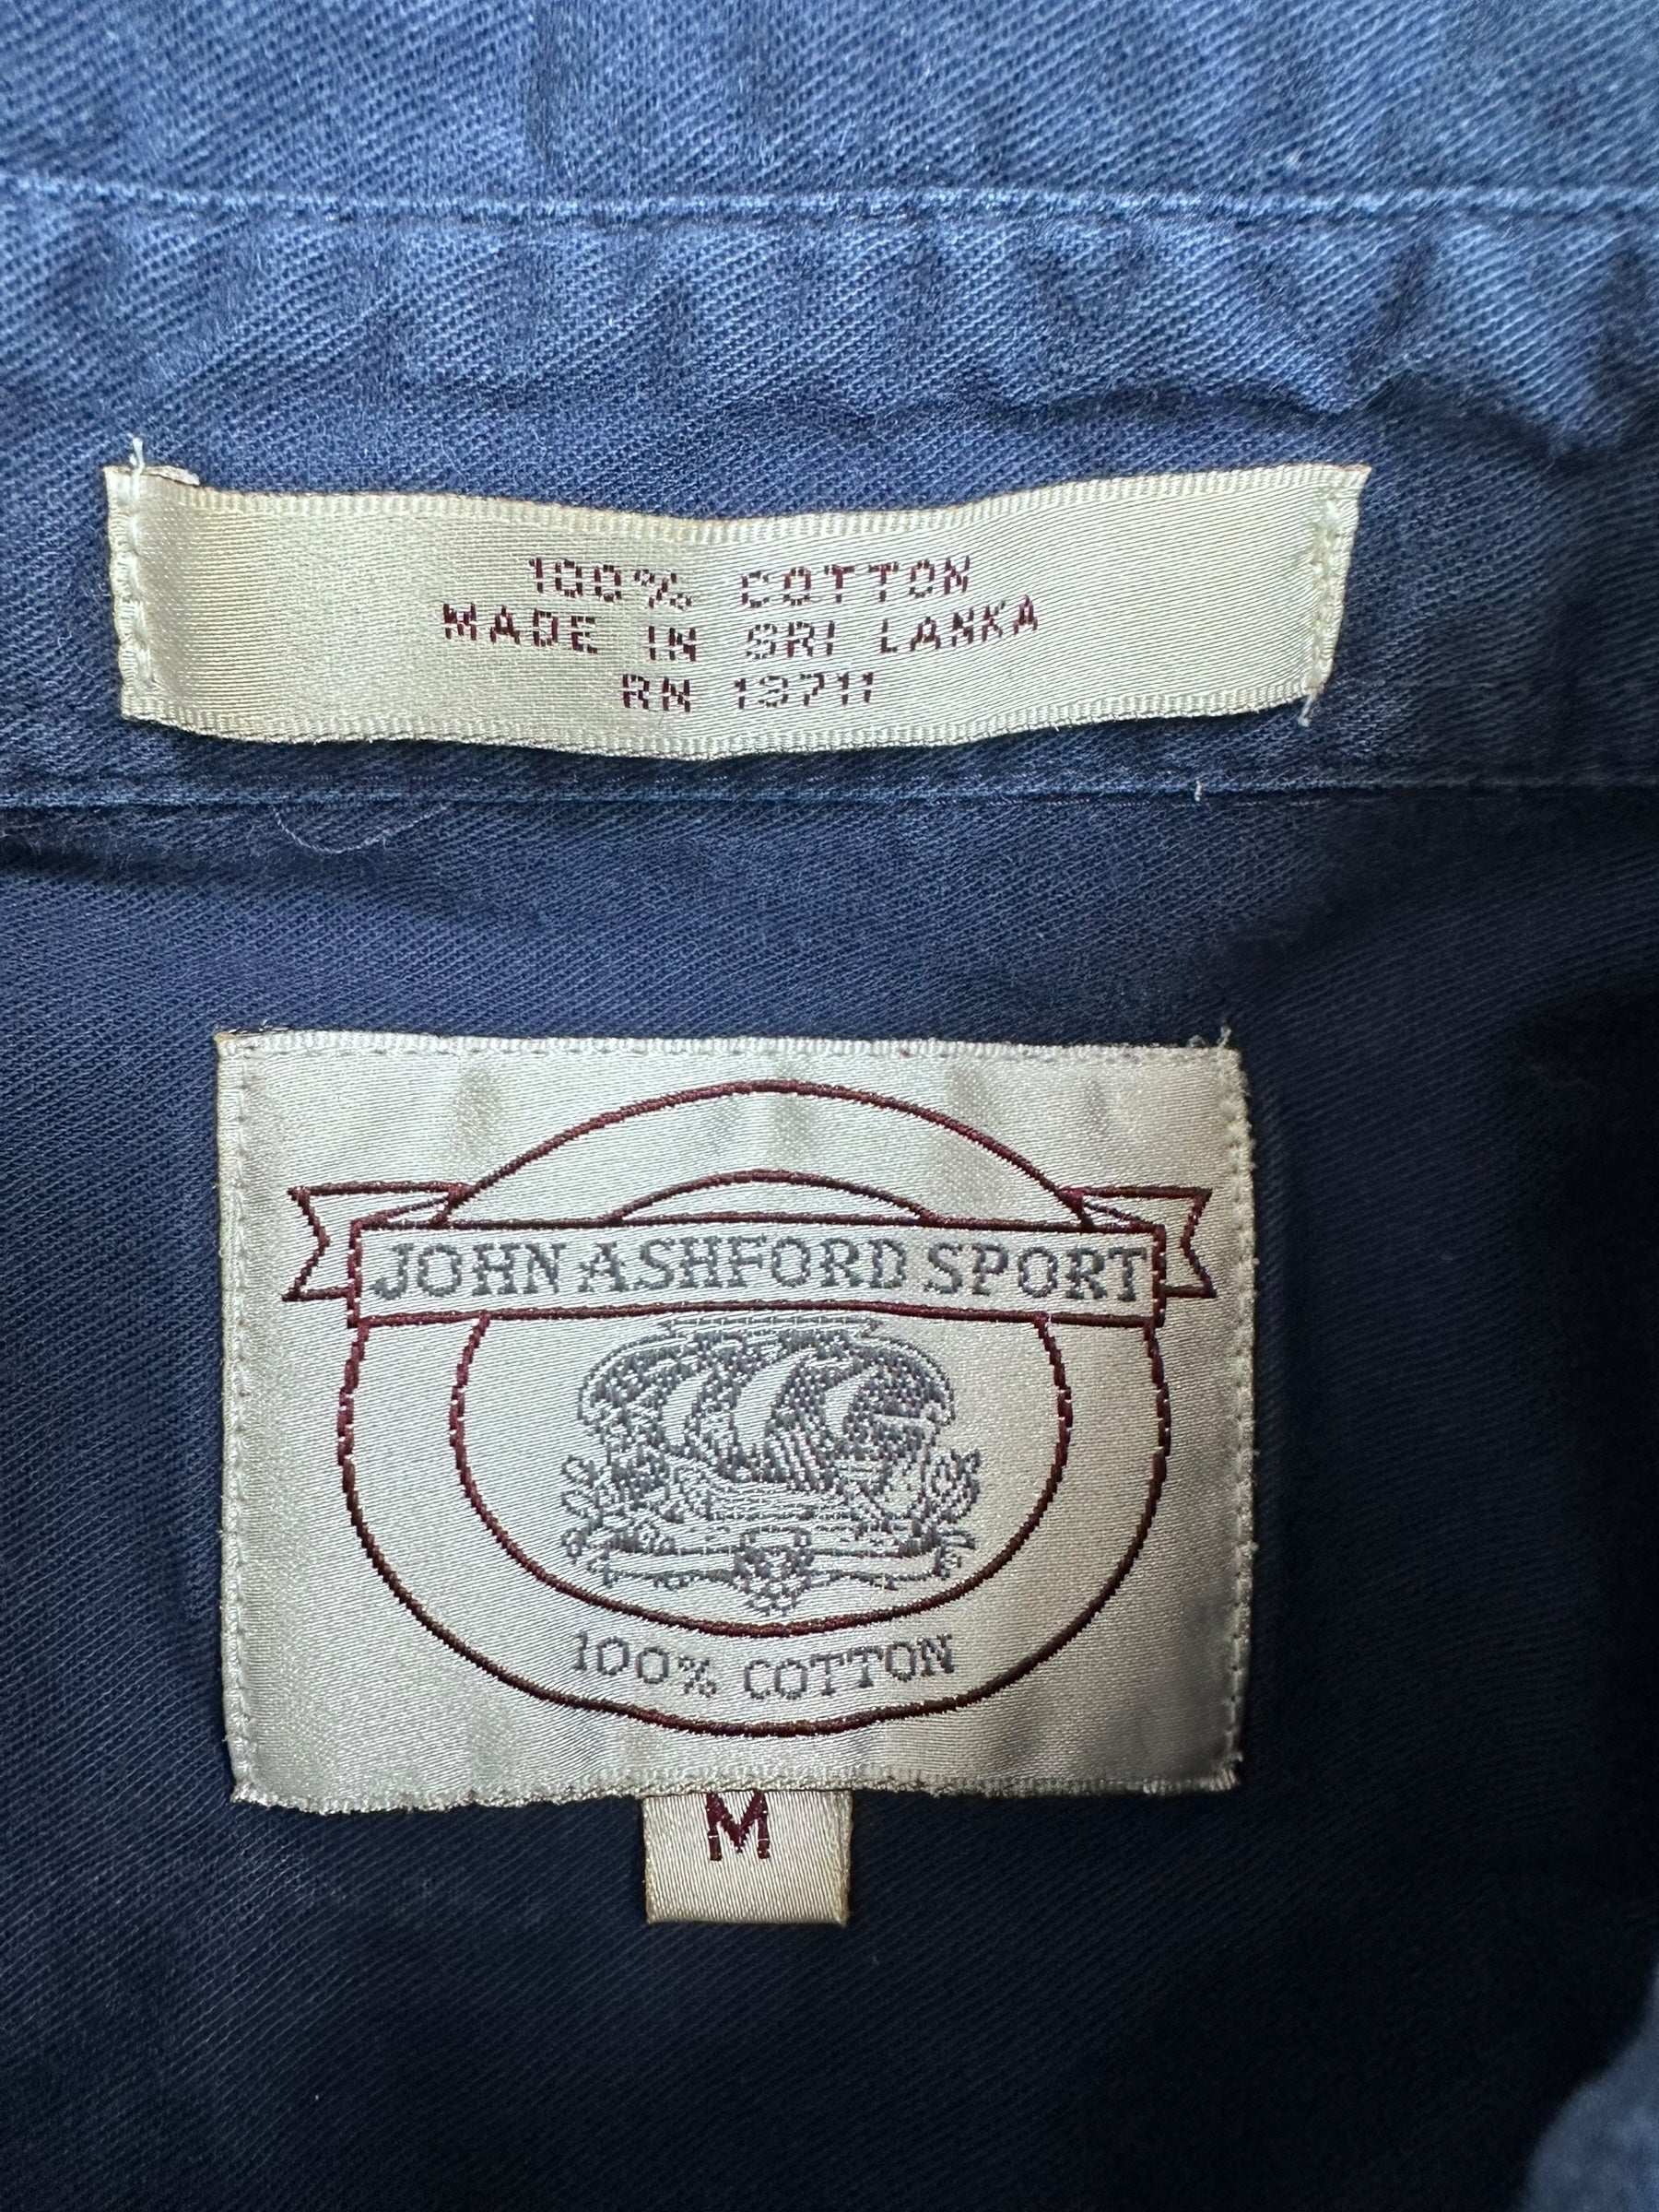 100% COTTON
MADE IN SRI LANKA
RN 13711
JOHN ASHFORD SPORT
100% COTTON
M